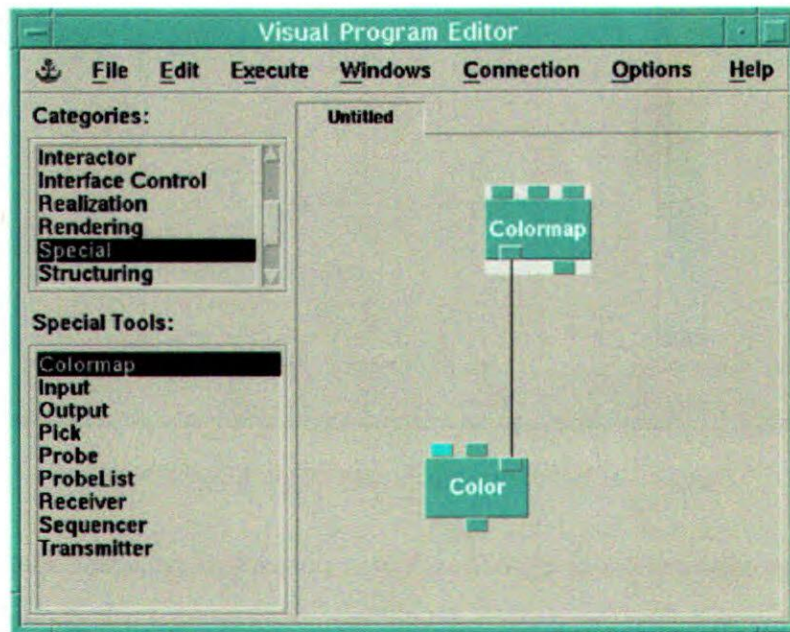 Visual Program Editor
File Edit Execute Windows Connection Options Help
Categories:
Interactor
Interface Control
Realization
Rendering
Special
Structuring
Special Tools:
Colormap
Input
Output
Pick
Probe
ProbeList
Receiver
Sequencer
Transmitter
Untitled
Colormap
Color